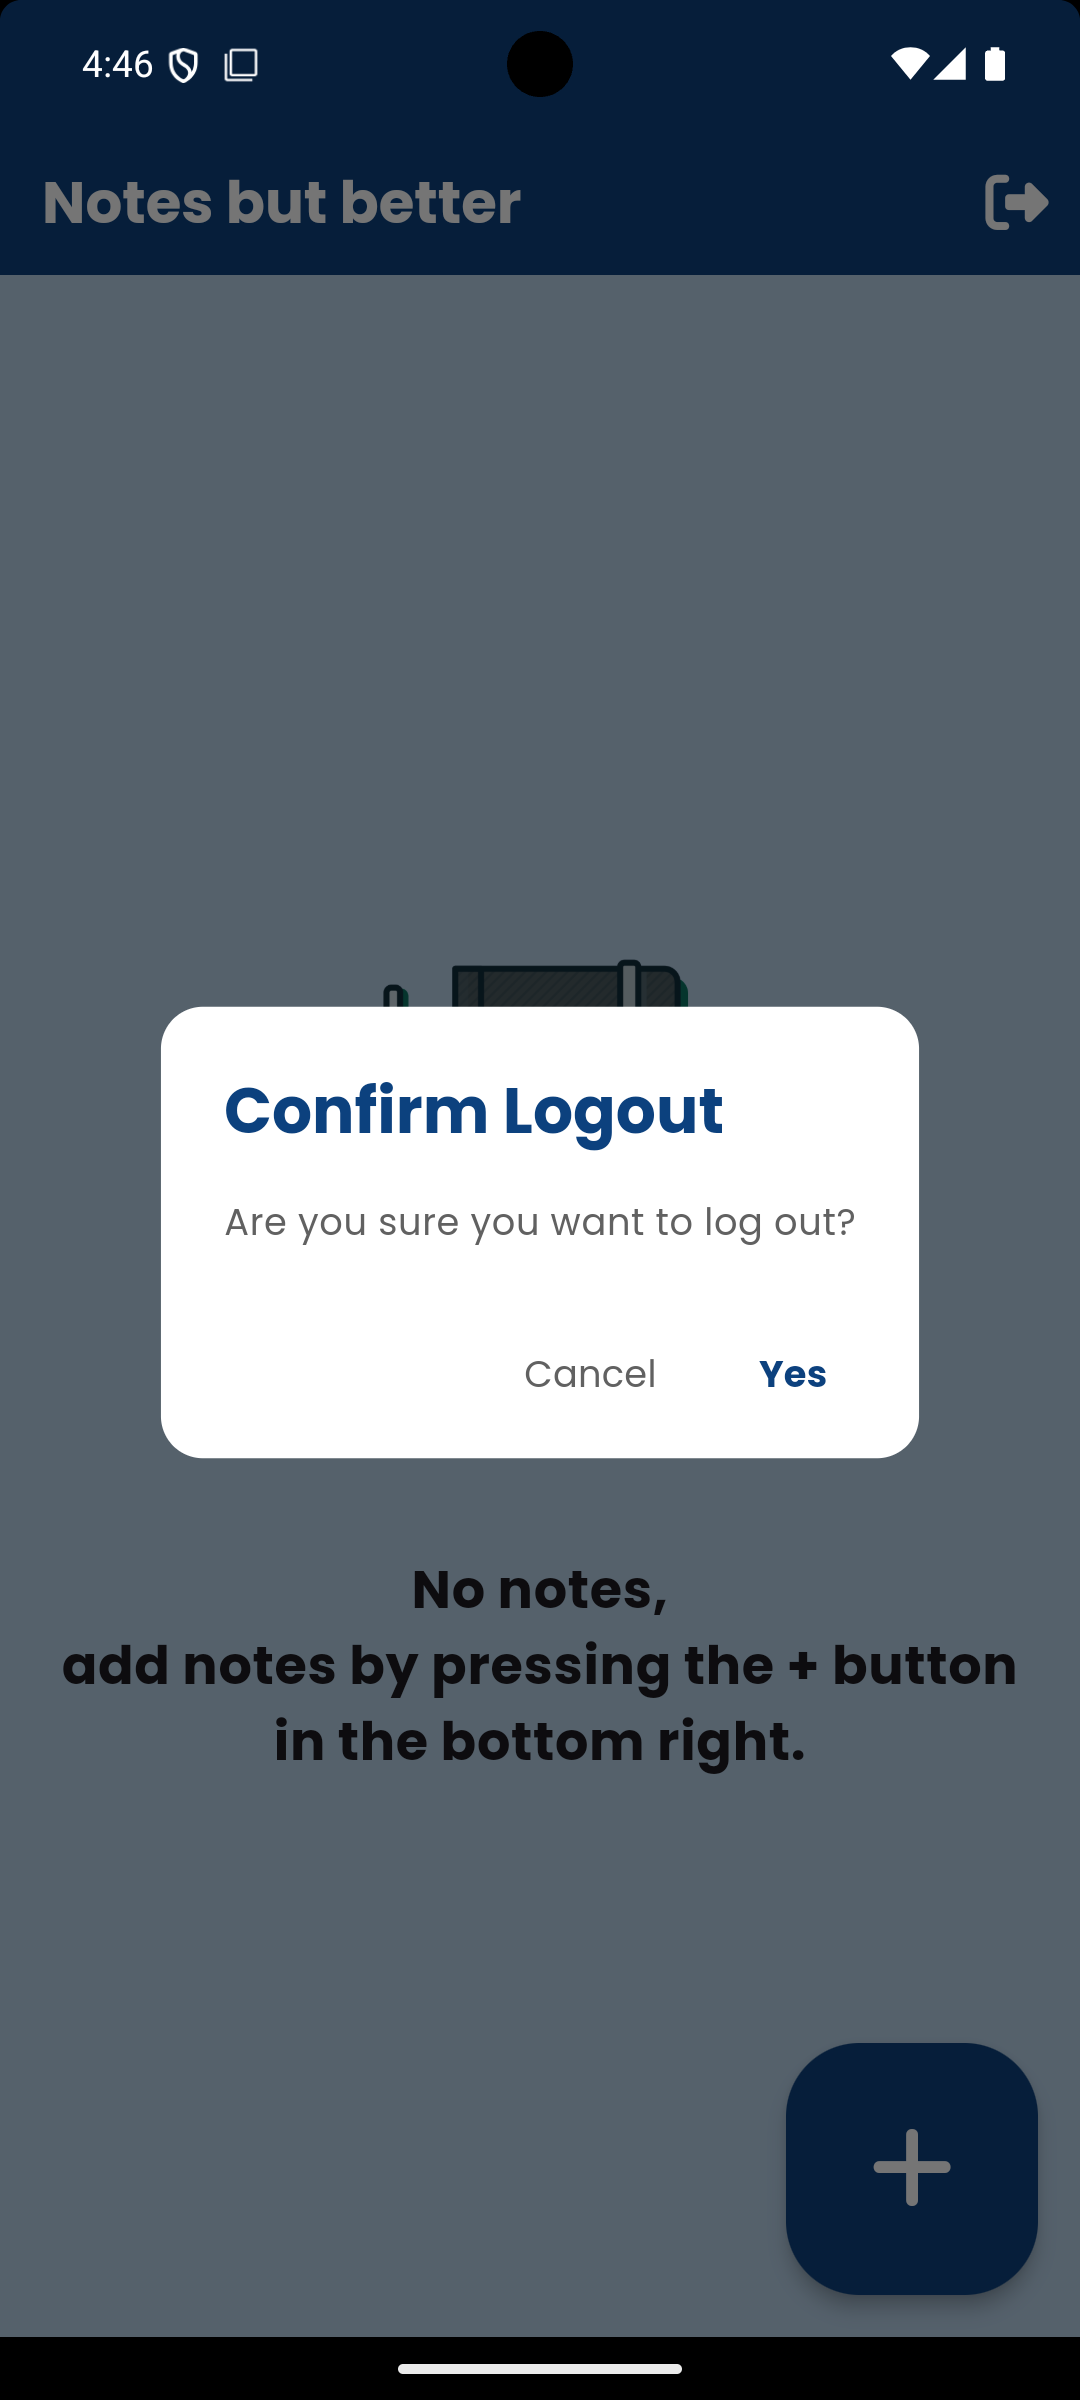 4:46
Notes but better
Confirm Logout
Are you sure you want to log out?
Cancel Yes
No notes,
add notes by pressing the + button
in the bottom right.